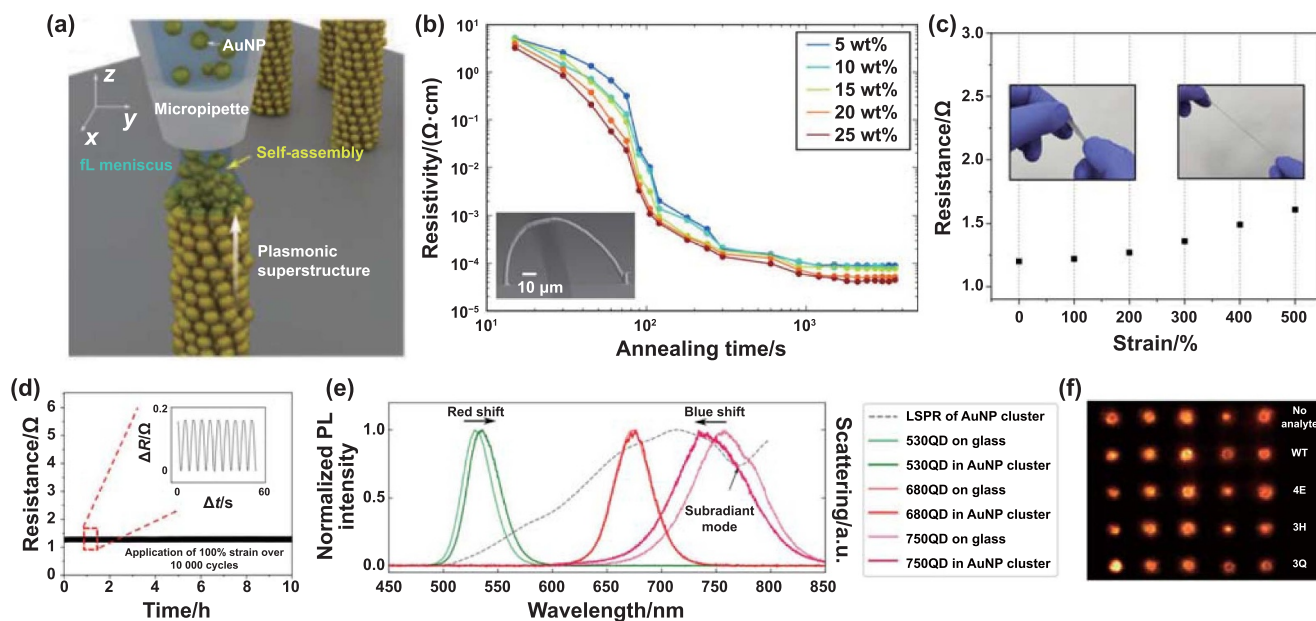 (a)
AuNP
z
y
x
Micropipette
fL meniscus
Self-assembly
Plasmonic
superstructure
(b)
Resistivity/(Ω·cm)
10¹
10⁰
10⁻¹
10⁻²
10⁻³
10⁻⁴
10⁻⁵
5 wt%
10 wt%
15 wt%
20 wt%
25 wt%
10 μm
10¹
10²
10³
Annealing time/s
(c)
Resistance/Ω
3.0
2.5
2.0
1.5
1.0
0
100
200
300
400
500
Strain/%
(d)
Resistance/Ω
6
5
4
3
2
1
0
0.2
0
ΔR/Ω
0
60
Δt/s
Application of 100% strain over
10 000 cycles
0
2
4
6
8
10
Time/h
(e)
Normalized PL
intensity
1.0
0.5
0.0
Red shift
Blue shift
Subradiant
mode
Scattering/a.u.
450
500
550
600
650
700
750
800
850
Wavelength/nm
LSPR of AuNP cluster
530QD on glass
530QD in AuNP cluster
680QD on glass
680QD in AuNP cluster
750QD on glass
750QD in AuNP cluster
(f)
No
analyte
WT
4E
3H
3Q